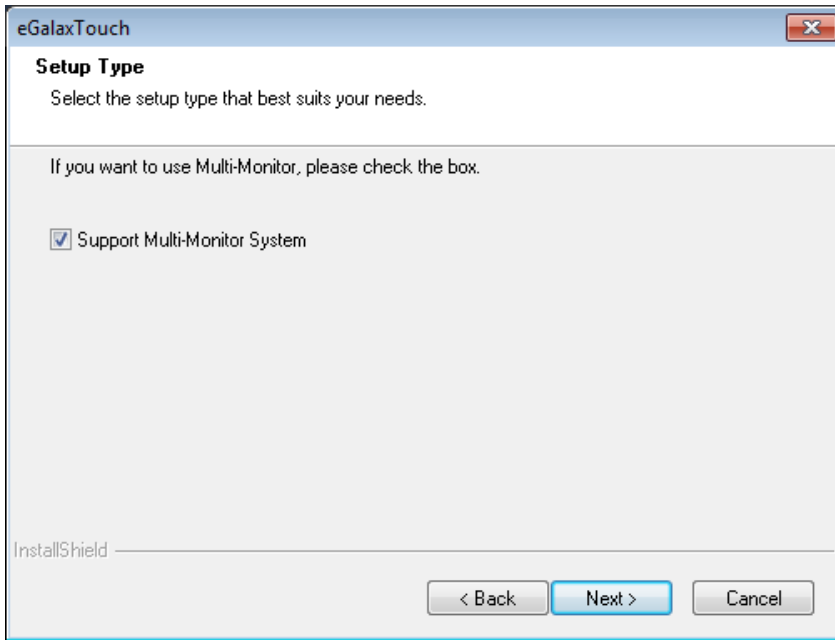 eGalaxTouch
Setup Type
Select the setup type that best suits your needs.
If you want to use Multi-Monitor, please check the box.
Support Multi-Monitor System
InstallShield
< Back Next > Cancel